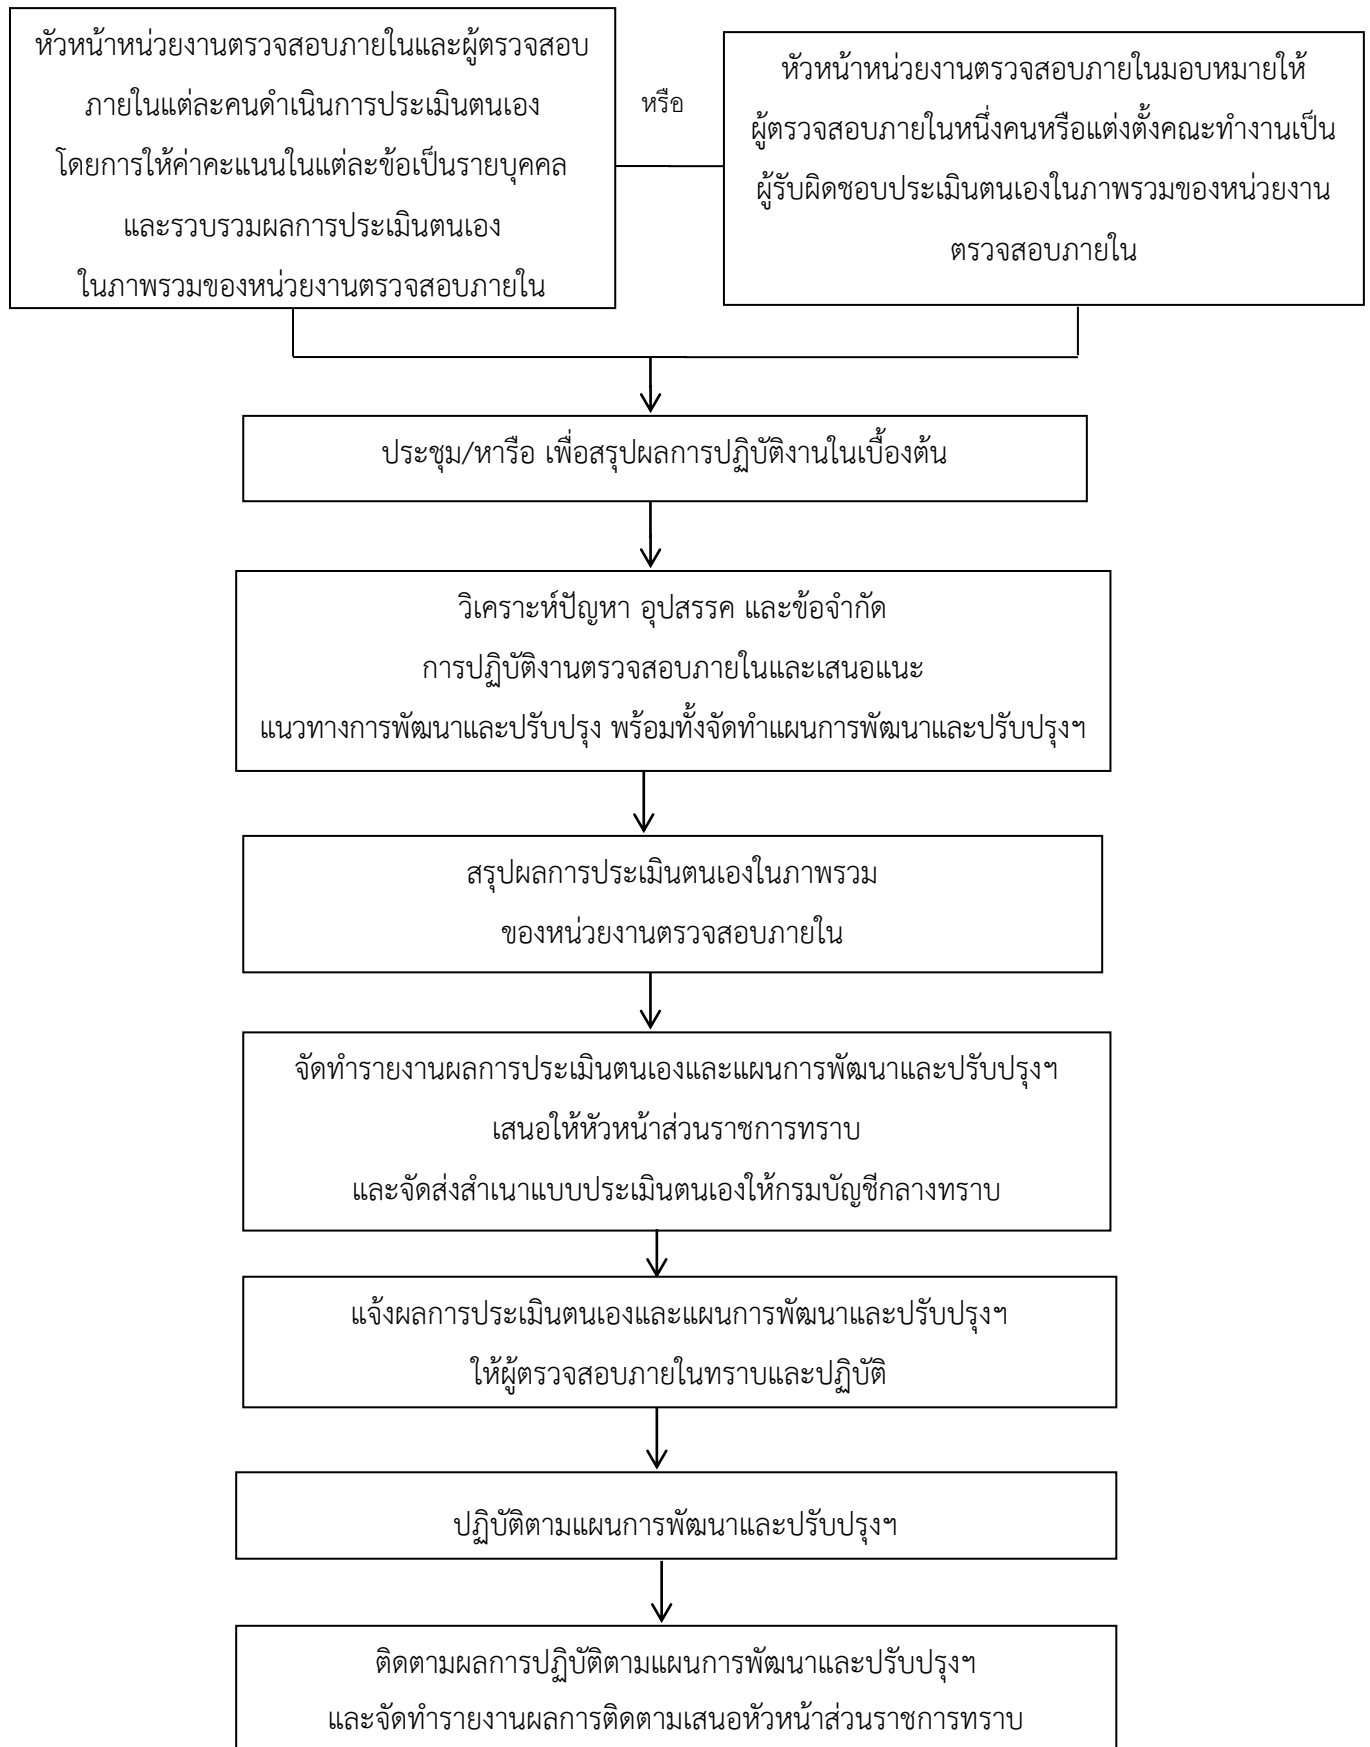 หัวหน้าหน่วยงานตรวจสอบภายในและผู้ตรวจสอบ
ภายในแต่ละคนดำเนินการประเมินตนเอง
โดยการให้ค่าคะแนนในแต่ละข้อเป็นรายบุคคล
และรวบรวมผลการประเมินตนเอง
ในภาพรวมของหน่วยงานตรวจสอบภายใน
หรือ
หัวหน้าหน่วยงานตรวจสอบภายในมอบหมายให้
ผู้ตรวจสอบภายในหนึ่งคนหรือแต่งตั้งคณะทำงานเป็น
ผู้รับผิดชอบประเมินตนเองในภาพรวมของหน่วยงาน
ตรวจสอบภายใน
ประชุม/หารือ เพื่อสรุปผลการปฏิบัติงานในเบื้องต้น
วิเคราะห์ปัญหา อุปสรรค และข้อจำกัด
การปฏิบัติงานตรวจสอบภายในและเสนอแนะ
แนวทางการพัฒนาและปรับปรุง พร้อมทั้งจัดทำแผนการพัฒนาและปรับปรุงฯ
สรุปผลการประเมินตนเองในภาพรวม
ของหน่วยงานตรวจสอบภายใน
จัดทำรายงานผลการประเมินตนเองและแผนการพัฒนาและปรับปรุงฯ
เสนอให้หัวหน้าส่วนราชการทราบ
และจัดส่งสำเนาแบบประเมินตนเองให้กรมบัญชีกลางทราบ
แจ้งผลการประเมินตนเองและแผนการพัฒนาและปรับปรุงฯ
ให้ผู้ตรวจสอบภายในทราบและปฏิบัติ
ปฏิบัติตามแผนการพัฒนาและปรับปรุงฯ
ติดตามผลการปฏิบัติตามแผนการพัฒนาและปรับปรุงฯ
และจัดทำรายงานผลการติดตามเสนอหัวหน้าส่วนราชการทราบ